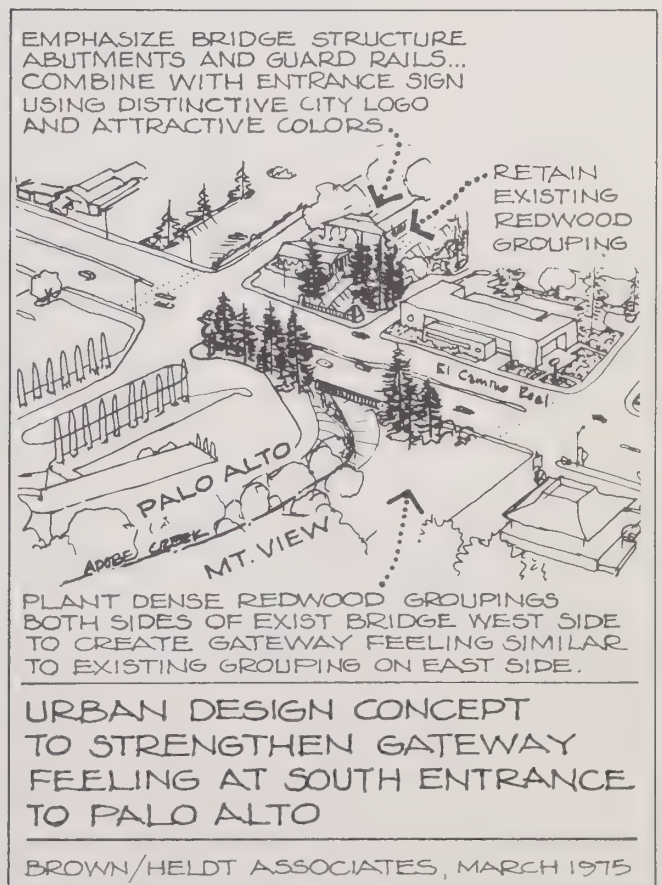 EMPHASIZE BRIDGE STRUCTURE
ABUTMENTS AND GUARD RAILS...
COMBINE WITH ENTRANCE SIGN
USING DISTINCTIVE CITY LOGO
AND ATTRACTIVE COLORS
RETAIN
EXISTING
REDWOOD
GROUPING
El Camino Real
PALO ALTO
ADOBE CREEK
MT. VIEW
PLANT DENSE REDWOOD GROUPINGS
BOTH SIDES OF EXIST BRIDGE WEST SIDE
TO CREATE GATEWAY FEELING SIMILAR
TO EXISTING GROUPING ON EAST SIDE.
URBAN DESIGN CONCEPT
TO STRENGTHEN GATEWAY
FEELING AT SOUTH ENTRANCE
TO PALO ALTO
BROWN/HELDT ASSOCIATES, MARCH 1975